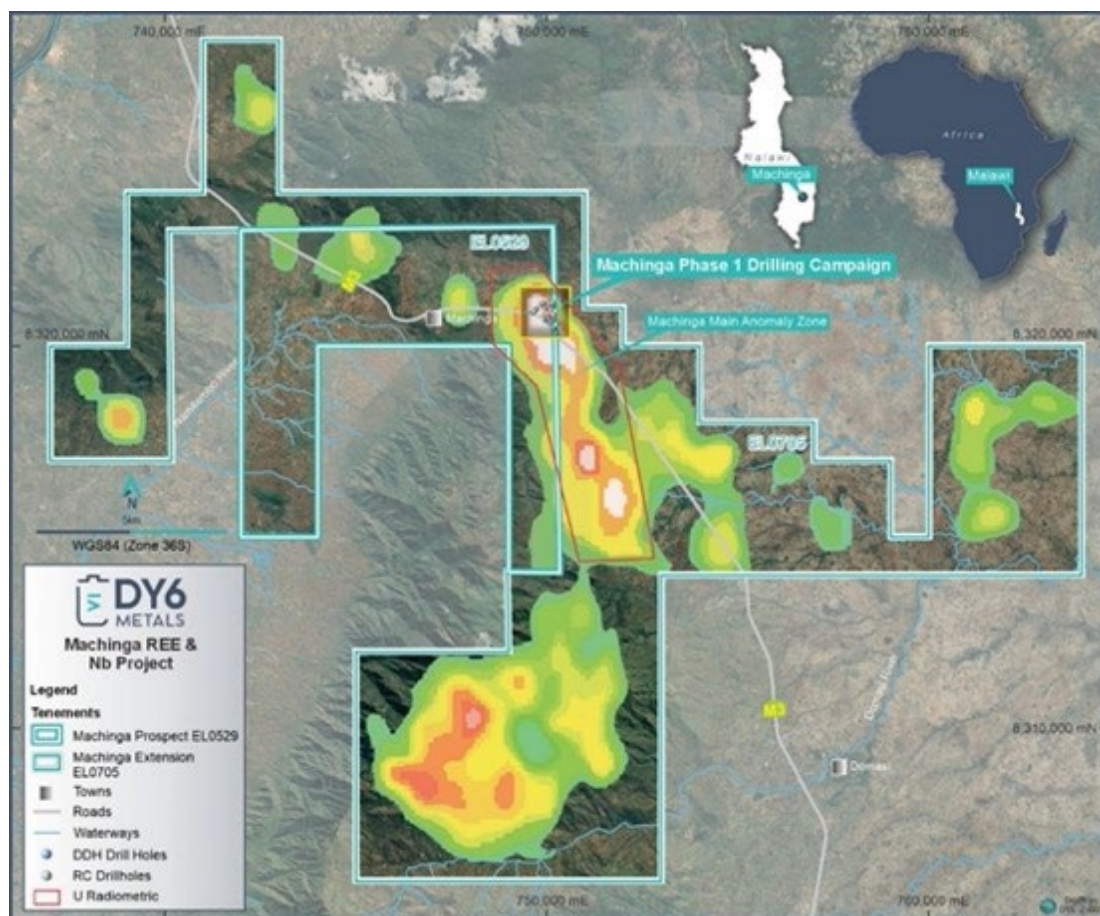 740,000 mE
750,000 mE
760,000 mE
Africa
Malawi
Machinga
Malawi
EL0529
Machinga Phase 1 Drilling Campaign
M3
Machinga
Machinga Main Anomaly Zone
8,320,000 mN
8,320,000 mN
EL0705
N
5km
WGS84 (Zone 36S)
DY6
METALS
Machinga REE &
Nb Project
Legend
Tenements
Machinga Prospect EL0529
Machinga Extension
EL0705
Towns
Roads
Waterways
DDH Drill Holes
RC Drillholes
U Radiometric
M3
8,310,000 mN
Domasi
750,000 mE
760,000 mE